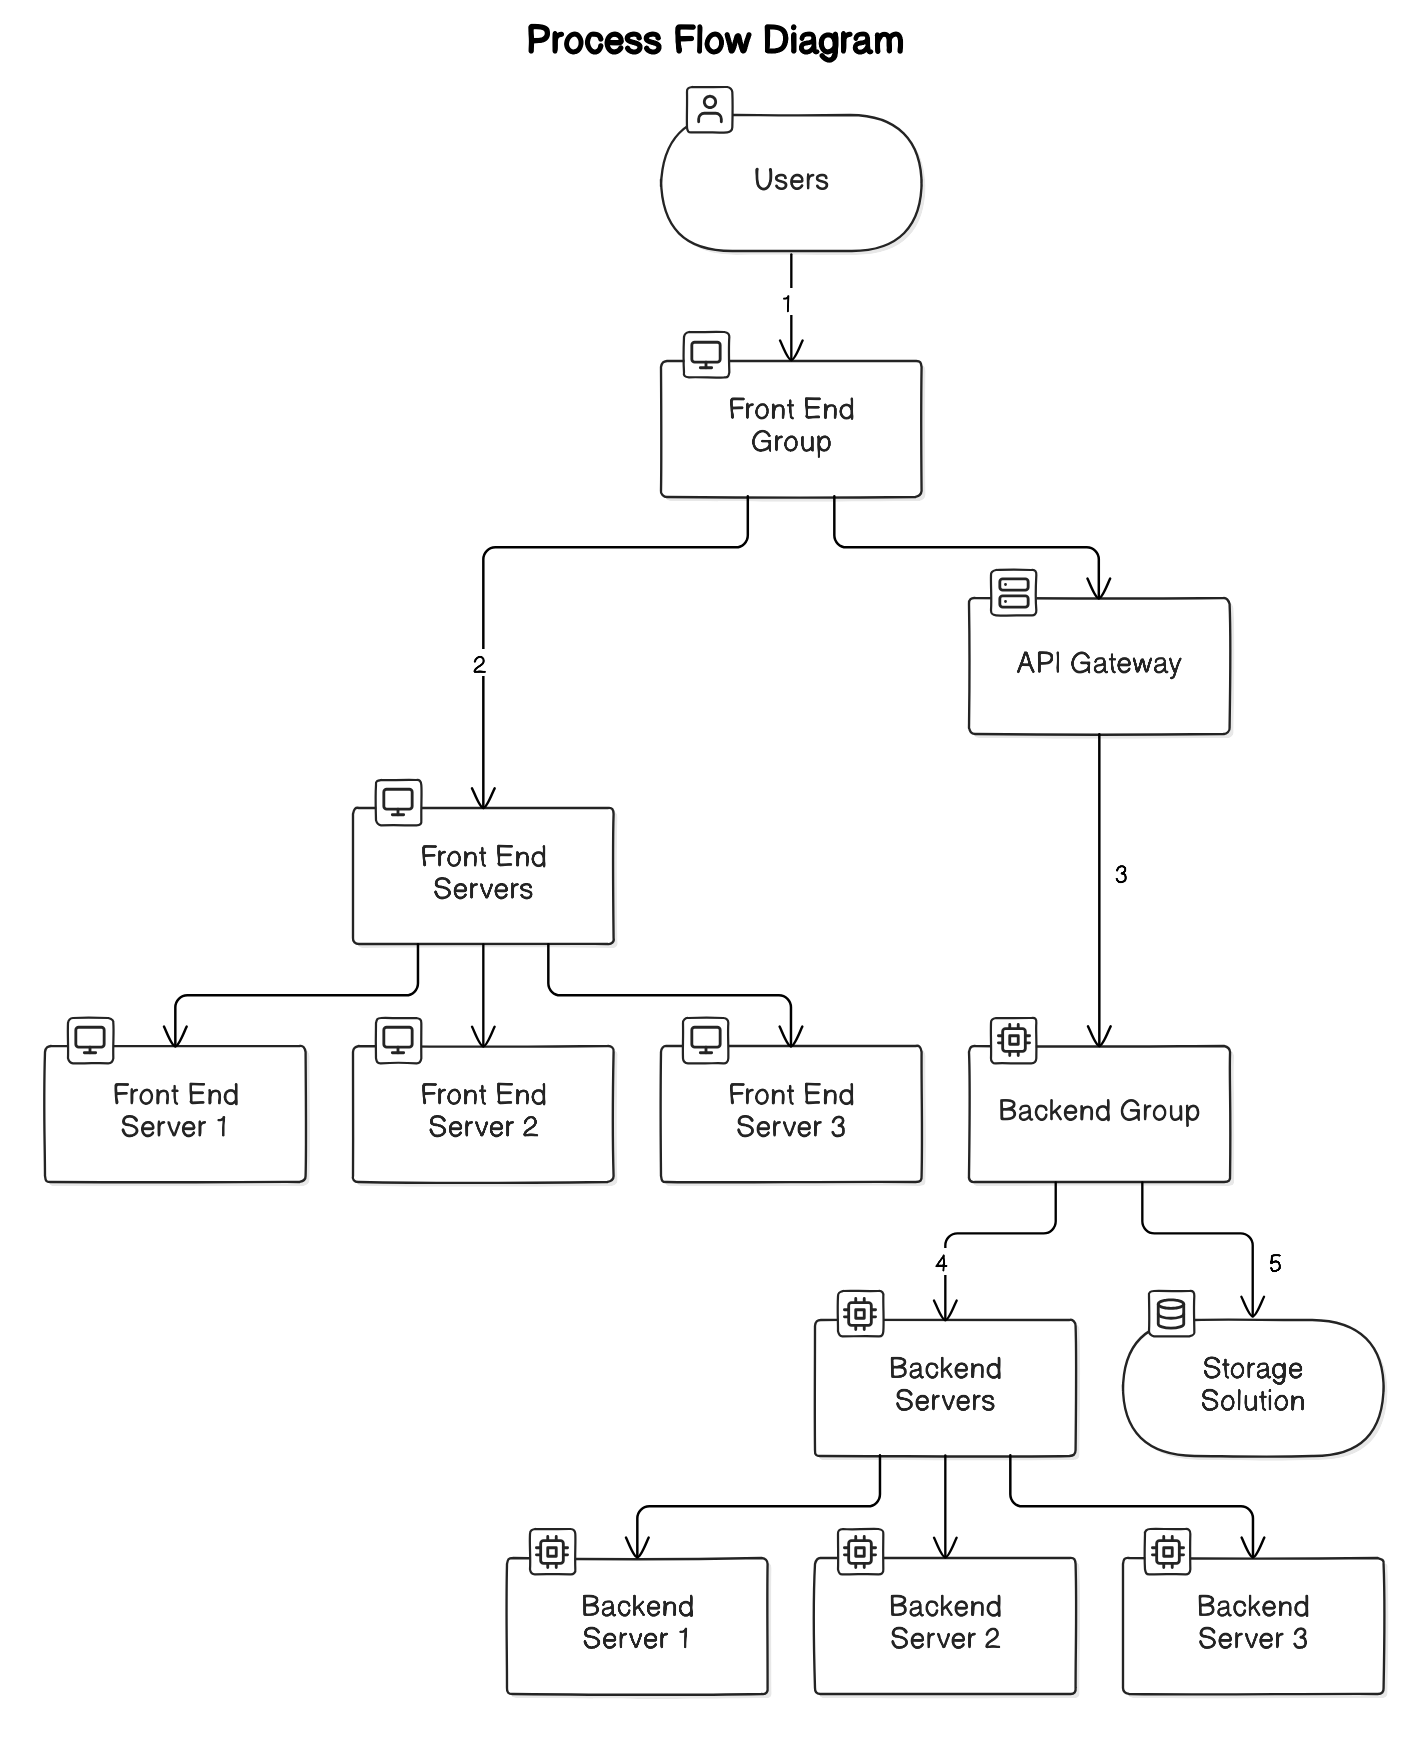 Process Flow Diagram
Users
1
Front End
Group
2
API Gateway
3
Front End
Servers
Front End
Server 1
Front End
Server 2
Front End
Server 3
Backend Group
4
5
Backend
Servers
Storage
Solution
Backend
Server 1
Backend
Server 2
Backend
Server 3